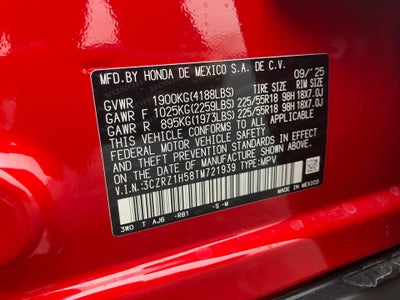 MFD.BY HONDA DE MEXICO S.A. DE C.V. 09/25
GVWR 1900KG(4188LBS) TIRE SIZE RIM SIZE
GAWR F 1025KG(2259LBS) 225/55R18 98H 18X7.0J
GAWR R 895KG(1973LBS) 225/55R18 98H 18X7.0J
THIS VEHICLE CONFORMS TO ALL APPLICABLE
FEDERAL MOTOR VEHICLE SAFETY STANDARDS IN
EFFECT ON THE DATE OF MANUFACTURE SHOWN ABOVE.
V.I.N.:3CZRZ1H58TM721939 TYPE:MPV
3W0 T AJ6 -R81 -S -M MADE IN MEXICO